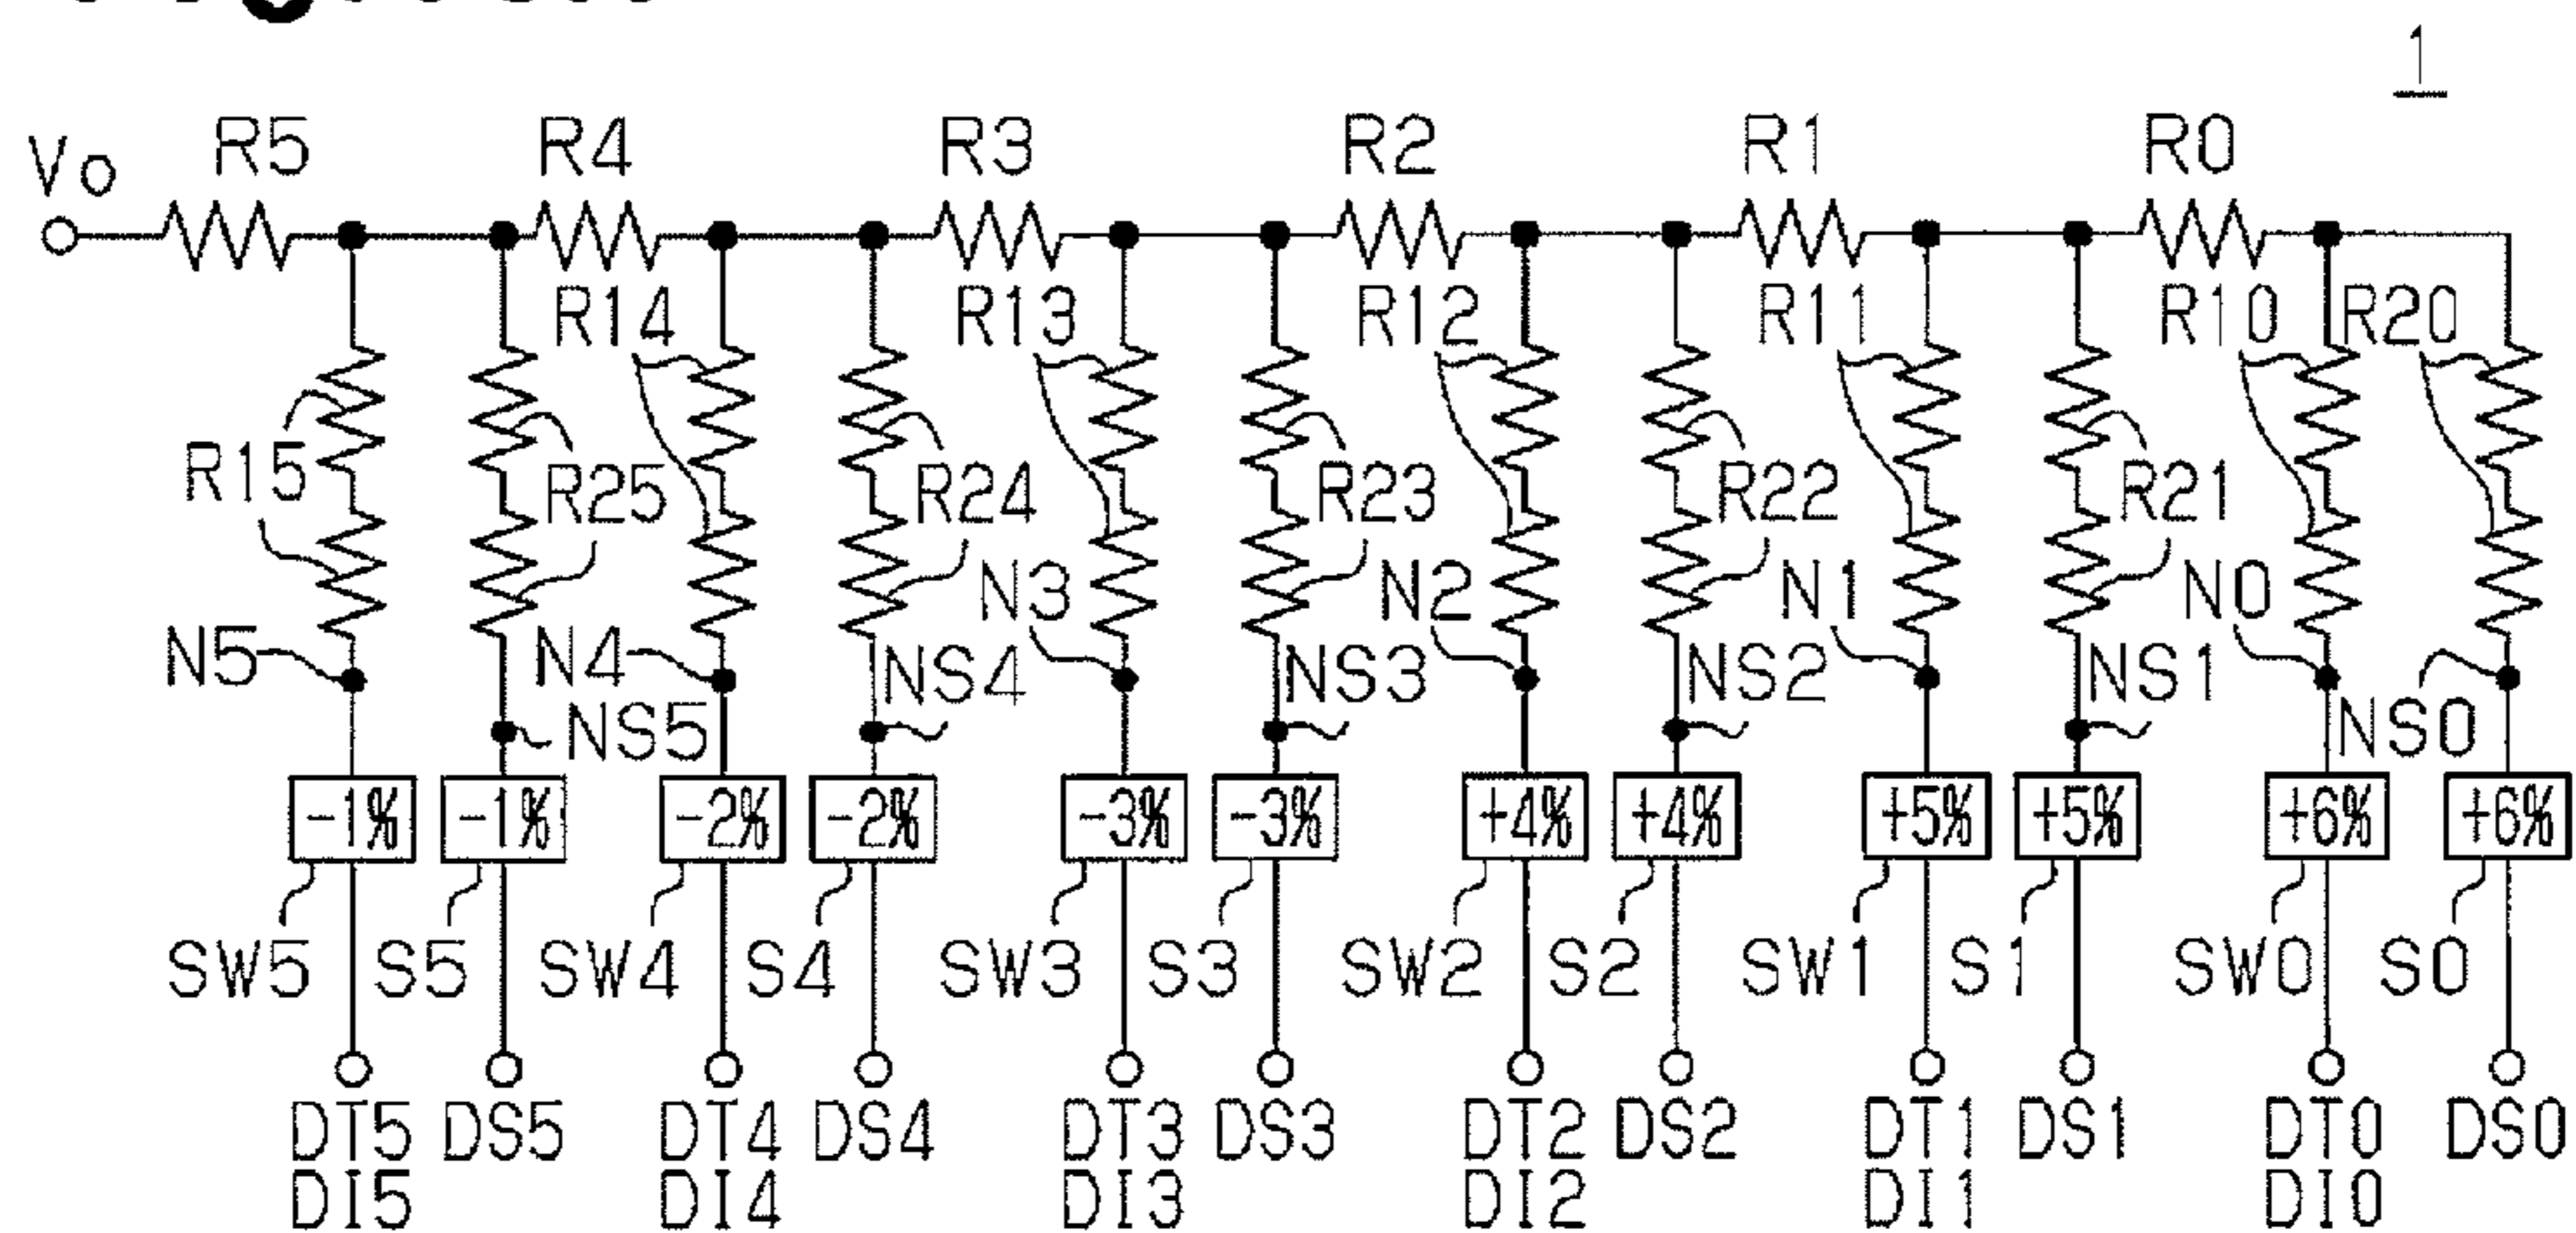 1
Vo R5 R4 R3 R2 R1 R0
R14 R13 R12 R11 R10 R20
R15 R25 R24 R23 R22 R21
N5 N4 N3 N2 N1 N0
NS5 NS4 NS3 NS2 NS1 NS0
-1% -1% -2% -2% -3% -3% +4% +4% +5% +5% +6% +6%
SW5 S5 SW4 S4 SW3 S3 SW2 S2 SW1 S1 SW0 S0
DT5 DS5 DT4 DS4 DT3 DS3 DT2 DS2 DT1 DS1 DT0 DS0
DI5 DI4 DI3 DI2 DI1 DI0